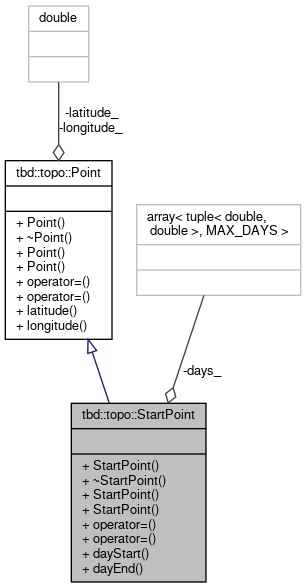 double
-latitude_
-longitude_
tbd::topo::Point
+ Point()
+ ~Point()
+ Point()
+ Point()
+ operator=()
+ operator=()
+ latitude()
+ longitude()
array< tuple< double,
double >, MAX_DAYS >
-days_
tbd::topo::StartPoint
+ StartPoint()
+ ~StartPoint()
+ StartPoint()
+ StartPoint()
+ operator=()
+ operator=()
+ dayStart()
+ dayEnd()